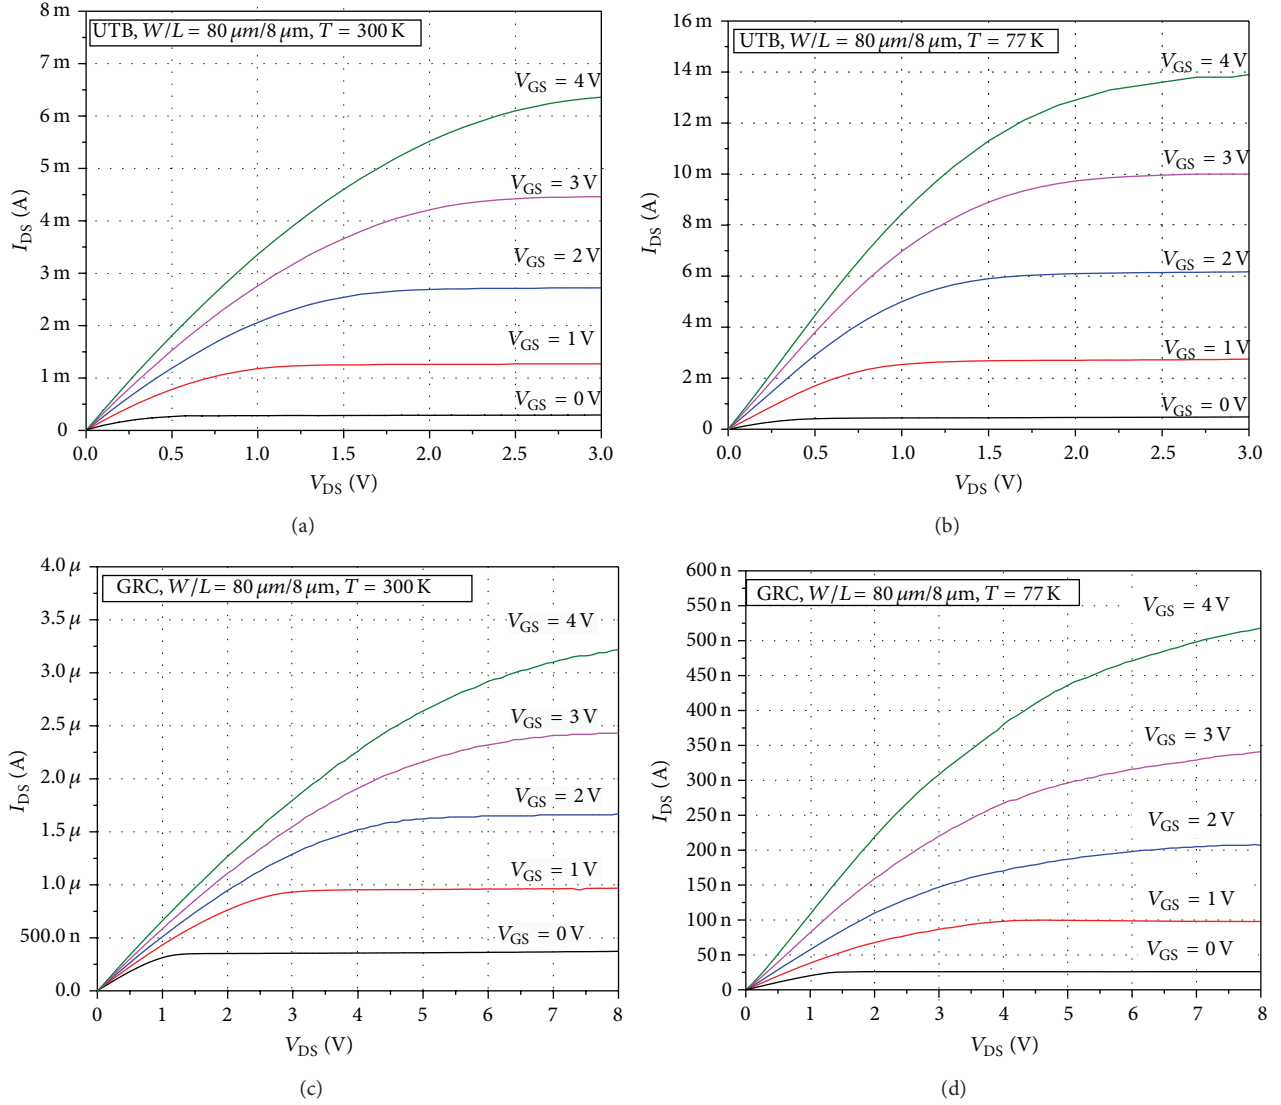 UTB, W/L = 80 μm/8 μm, T = 300 K
8 m
7 m
6 m
5 m
4 m
3 m
2 m
1 m
0
I_DS (A)
V_GS = 4 V
V_GS = 3 V
V_GS = 2 V
V_GS = 1 V
V_GS = 0 V
0.0 0.5 1.0 1.5 2.0 2.5 3.0
V_DS (V)
(a)
UTB, W/L = 80 μm/8 μm, T = 77 K
16 m
14 m
12 m
10 m
8 m
6 m
4 m
2 m
0
I_DS (A)
V_GS = 4 V
V_GS = 3 V
V_GS = 2 V
V_GS = 1 V
V_GS = 0 V
0.0 0.5 1.0 1.5 2.0 2.5 3.0
V_DS (V)
(b)
GRC, W/L = 80 μm/8 μm, T = 300 K
4.0 μ
3.5 μ
3.0 μ
2.5 μ
2.0 μ
1.5 μ
1.0 μ
500.0 n
0.0
I_DS (A)
V_GS = 4 V
V_GS = 3 V
V_GS = 2 V
V_GS = 1 V
V_GS = 0 V
0 1 2 3 4 5 6 7 8
V_DS (V)
(c)
GRC, W/L = 80 μm/8 μm, T = 77 K
600 n
550 n
500 n
450 n
400 n
350 n
300 n
250 n
200 n
150 n
100 n
50 n
0
I_DS (A)
V_GS = 4 V
V_GS = 3 V
V_GS = 2 V
V_GS = 1 V
V_GS = 0 V
0 1 2 3 4 5 6 7 8
V_DS (V)
(d)